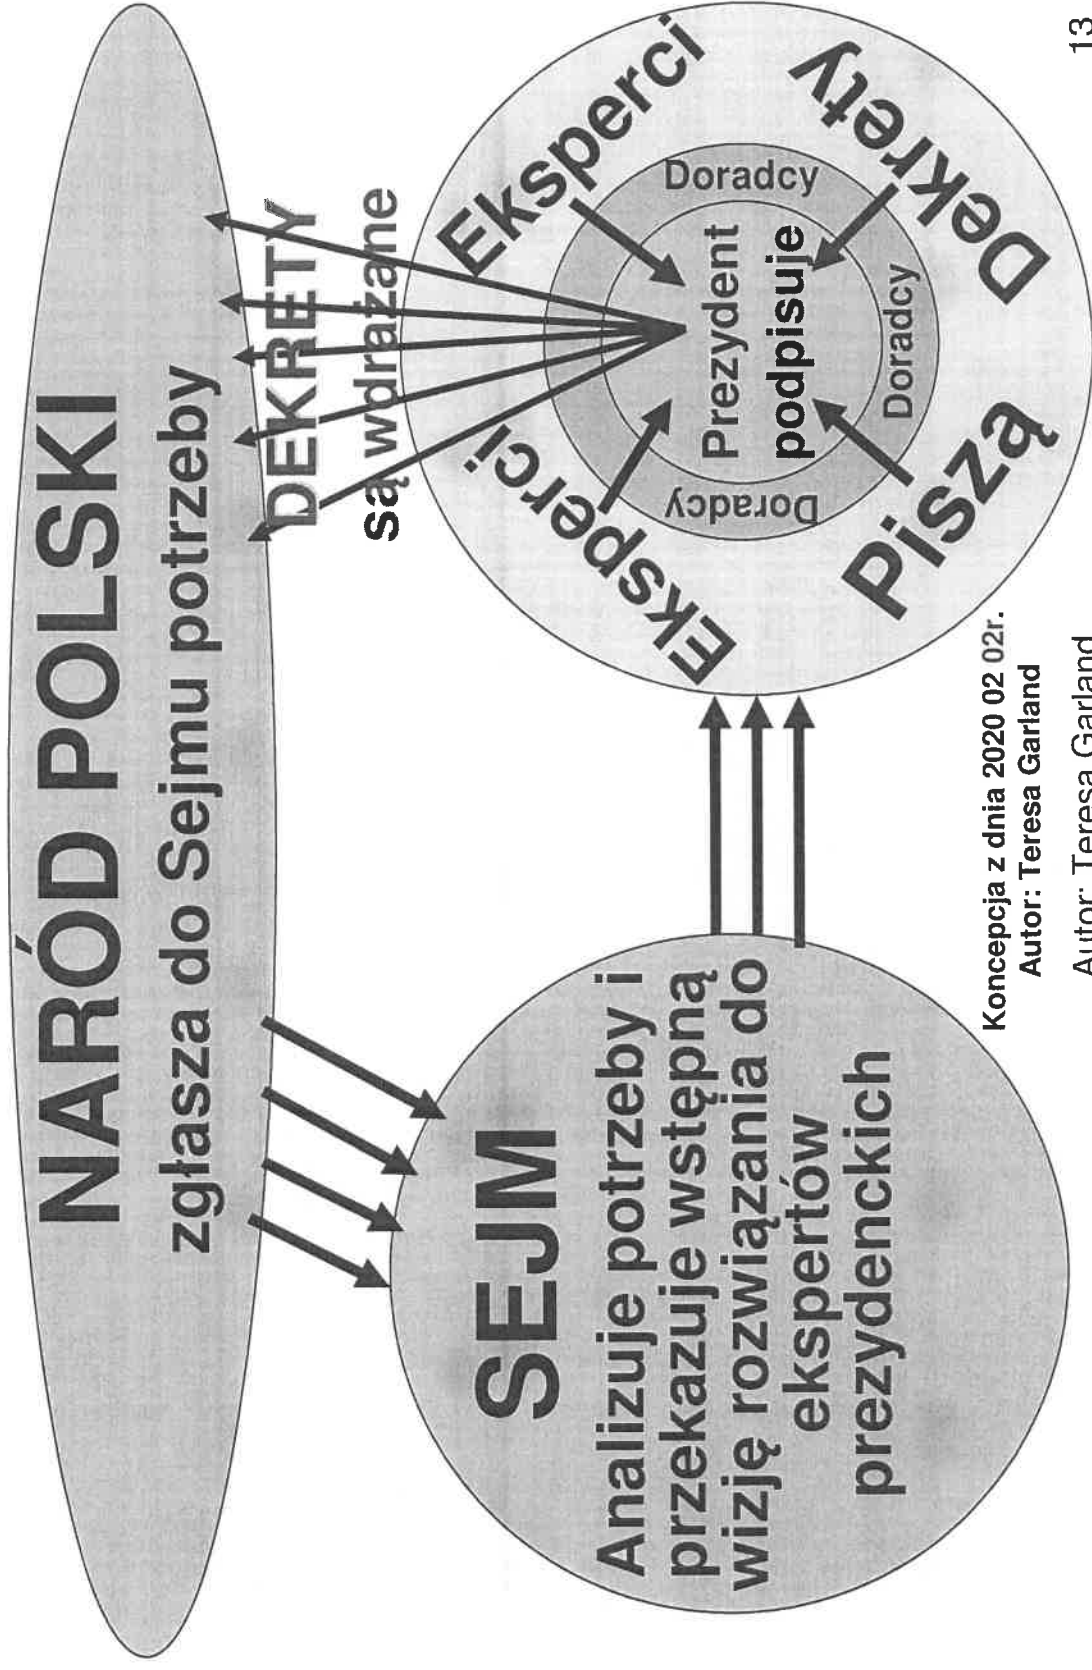 NARÓD POLSKI
zgłasza do Sejmu potrzeby
SEJM
Analizuje potrzeby i
przekazuje wstępną
wizję rozwiązania do
ekspertów
prezydenckich
DEKRETY
są wdrażane
Eksperci
Eksperci
Piszą
Dekrety
Doradcy
Doradcy
Doradcy
Prezydent
podpisuje
Koncepcja z dnia 2020 02 02r.
Autor: Teresa Garland
Autor: Teresa Garland
13